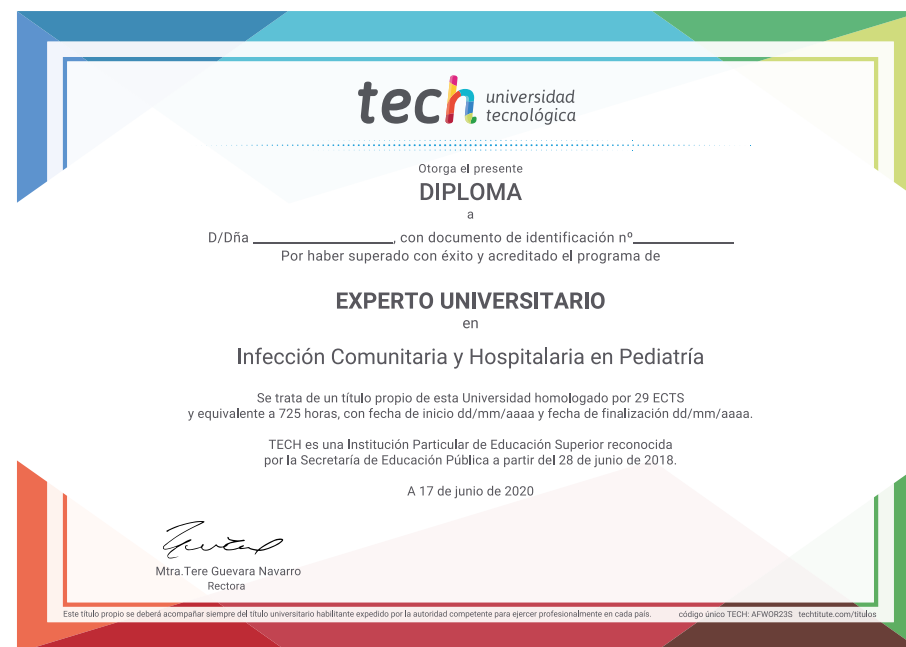 tech universidad
tecnológica
Otorga el presente
DIPLOMA
a
D/Dña ____________________, con documento de identificación nº______________
Por haber superado con éxito y acreditado el programa de
EXPERTO UNIVERSITARIO
en
Infección Comunitaria y Hospitalaria en Pediatría
Se trata de un título propio de esta Universidad homologado por 29 ECTS
y equivalente a 725 horas, con fecha de inicio dd/mm/aaaa y fecha de finalización dd/mm/aaaa.
TECH es una Institución Particular de Educación Superior reconocida
por la Secretaría de Educación Pública a partir del 28 de junio de 2018.
A 17 de junio de 2020
Mtra.Tere Guevara Navarro
Rectora
Este título propio se deberá acompañar siempre del título universitario habilitante expedido por la autoridad competente para ejercer profesionalmente en cada país. código único TECH: AFWOR23S techtitute.com/titulos